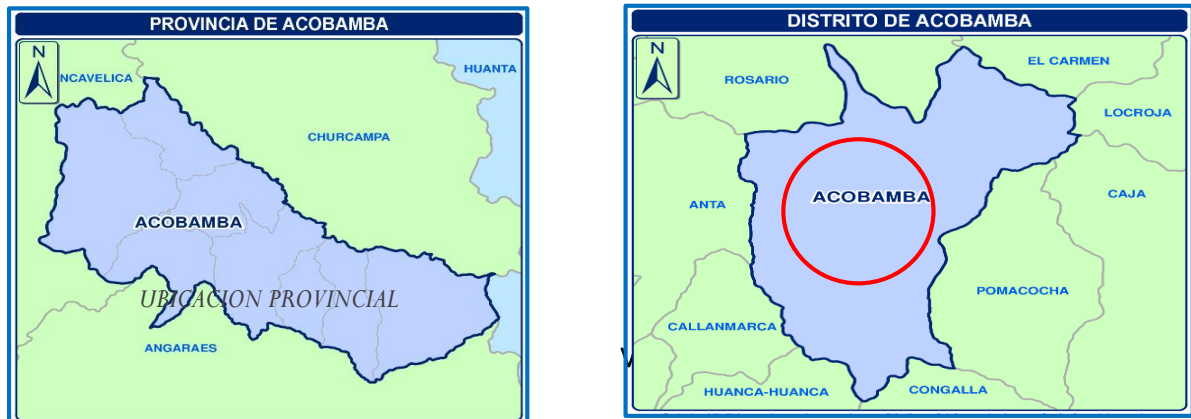 PROVINCIA DE ACOBAMBA
N
NCAVELICA
HUANTA
CHURCAMPA
ACOBAMBA
UBIGACION PROVINCIAL
ANGARAES
DISTRITO DE ACOBAMBA
N
ROSARIO
EL CARMEN
LOCROJA
ANTA
ACOBAMBA
CAJA
POMACOCHA
CALLANMARCA
V
HUANCA-HUANCA
CONGALLA